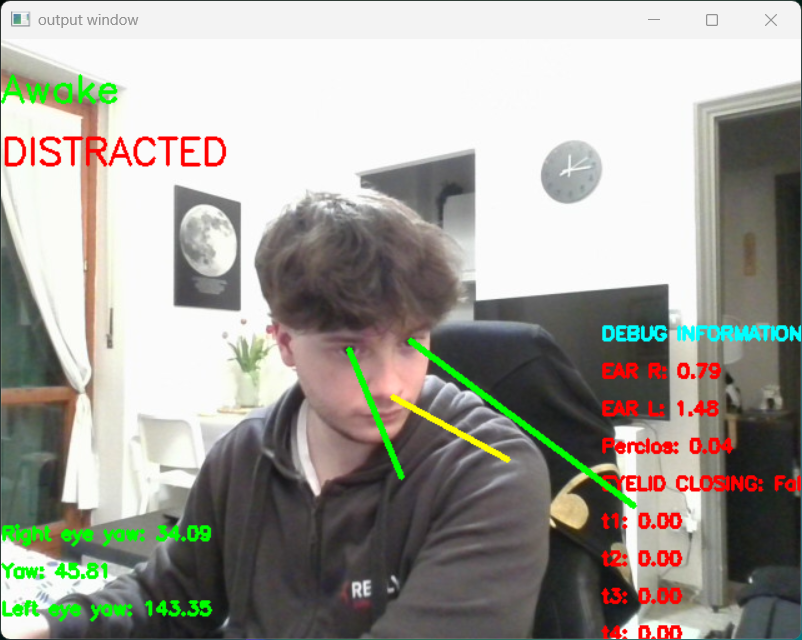 output window
Awake
DISTRACTED
DEBUG INFORMATION
EAR R: 0.79
EAR L: 1.48
Perclos: 0.04
EYELID CLOSING: Fal
t1: 0.00
t2: 0.00
t3: 0.00
t4: 0.00
Right eye yaw: 34.09
Yaw: 45.81
Left eye yaw: 143.35